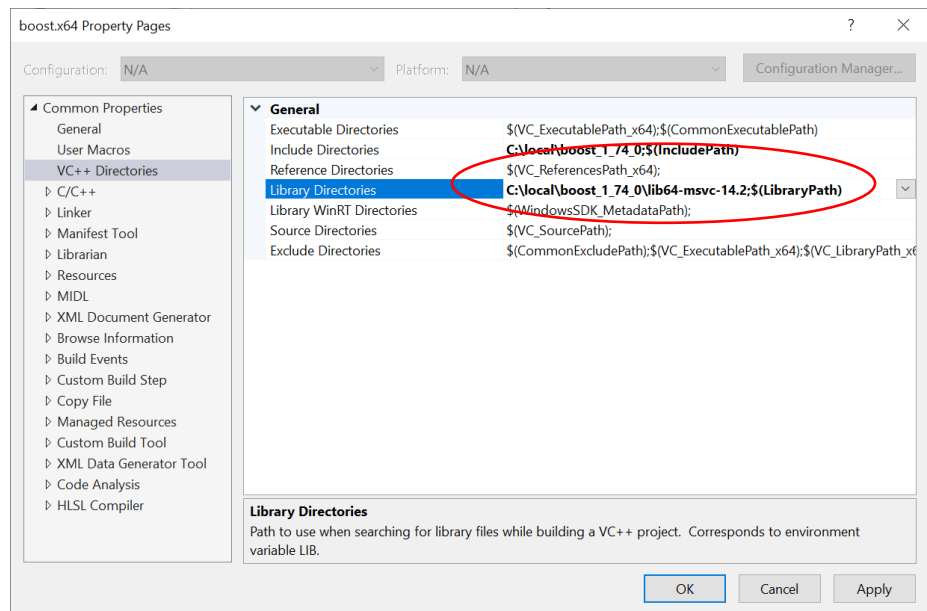 boost.x64 Property Pages
?
Configuration: N/A
Platform: N/A
Configuration Manager...
Common Properties
General
User Macros
VC++ Directories
C/C++
Linker
Manifest Tool
Librarian
Resources
MIDL
XML Document Generator
Browse Information
Build Events
Custom Build Step
Copy File
Managed Resources
Custom Build Tool
XML Data Generator Tool
Code Analysis
HLSL Compiler
General
Executable Directories $(VC_ExecutablePath_x64);$(CommonExecutablePath)
Include Directories C:\local\boost_1_74_0;$(IncludePath)
Reference Directories $(VC_ReferencesPath_x64);
Library Directories C:\local\boost_1_74_0\lib64-msvc-14.2;$(LibraryPath)
Library WinRT Directories $(WindowsSDK_MetadataPath);
Source Directories $(VC_SourcePath);
Exclude Directories $(CommonExcludePath);$(VC_ExecutablePath_x64);$(VC_LibraryPath_x6
Library Directories
Path to use when searching for library files while building a VC++ project. Corresponds to environment
variable LIB.
OK
Cancel
Apply